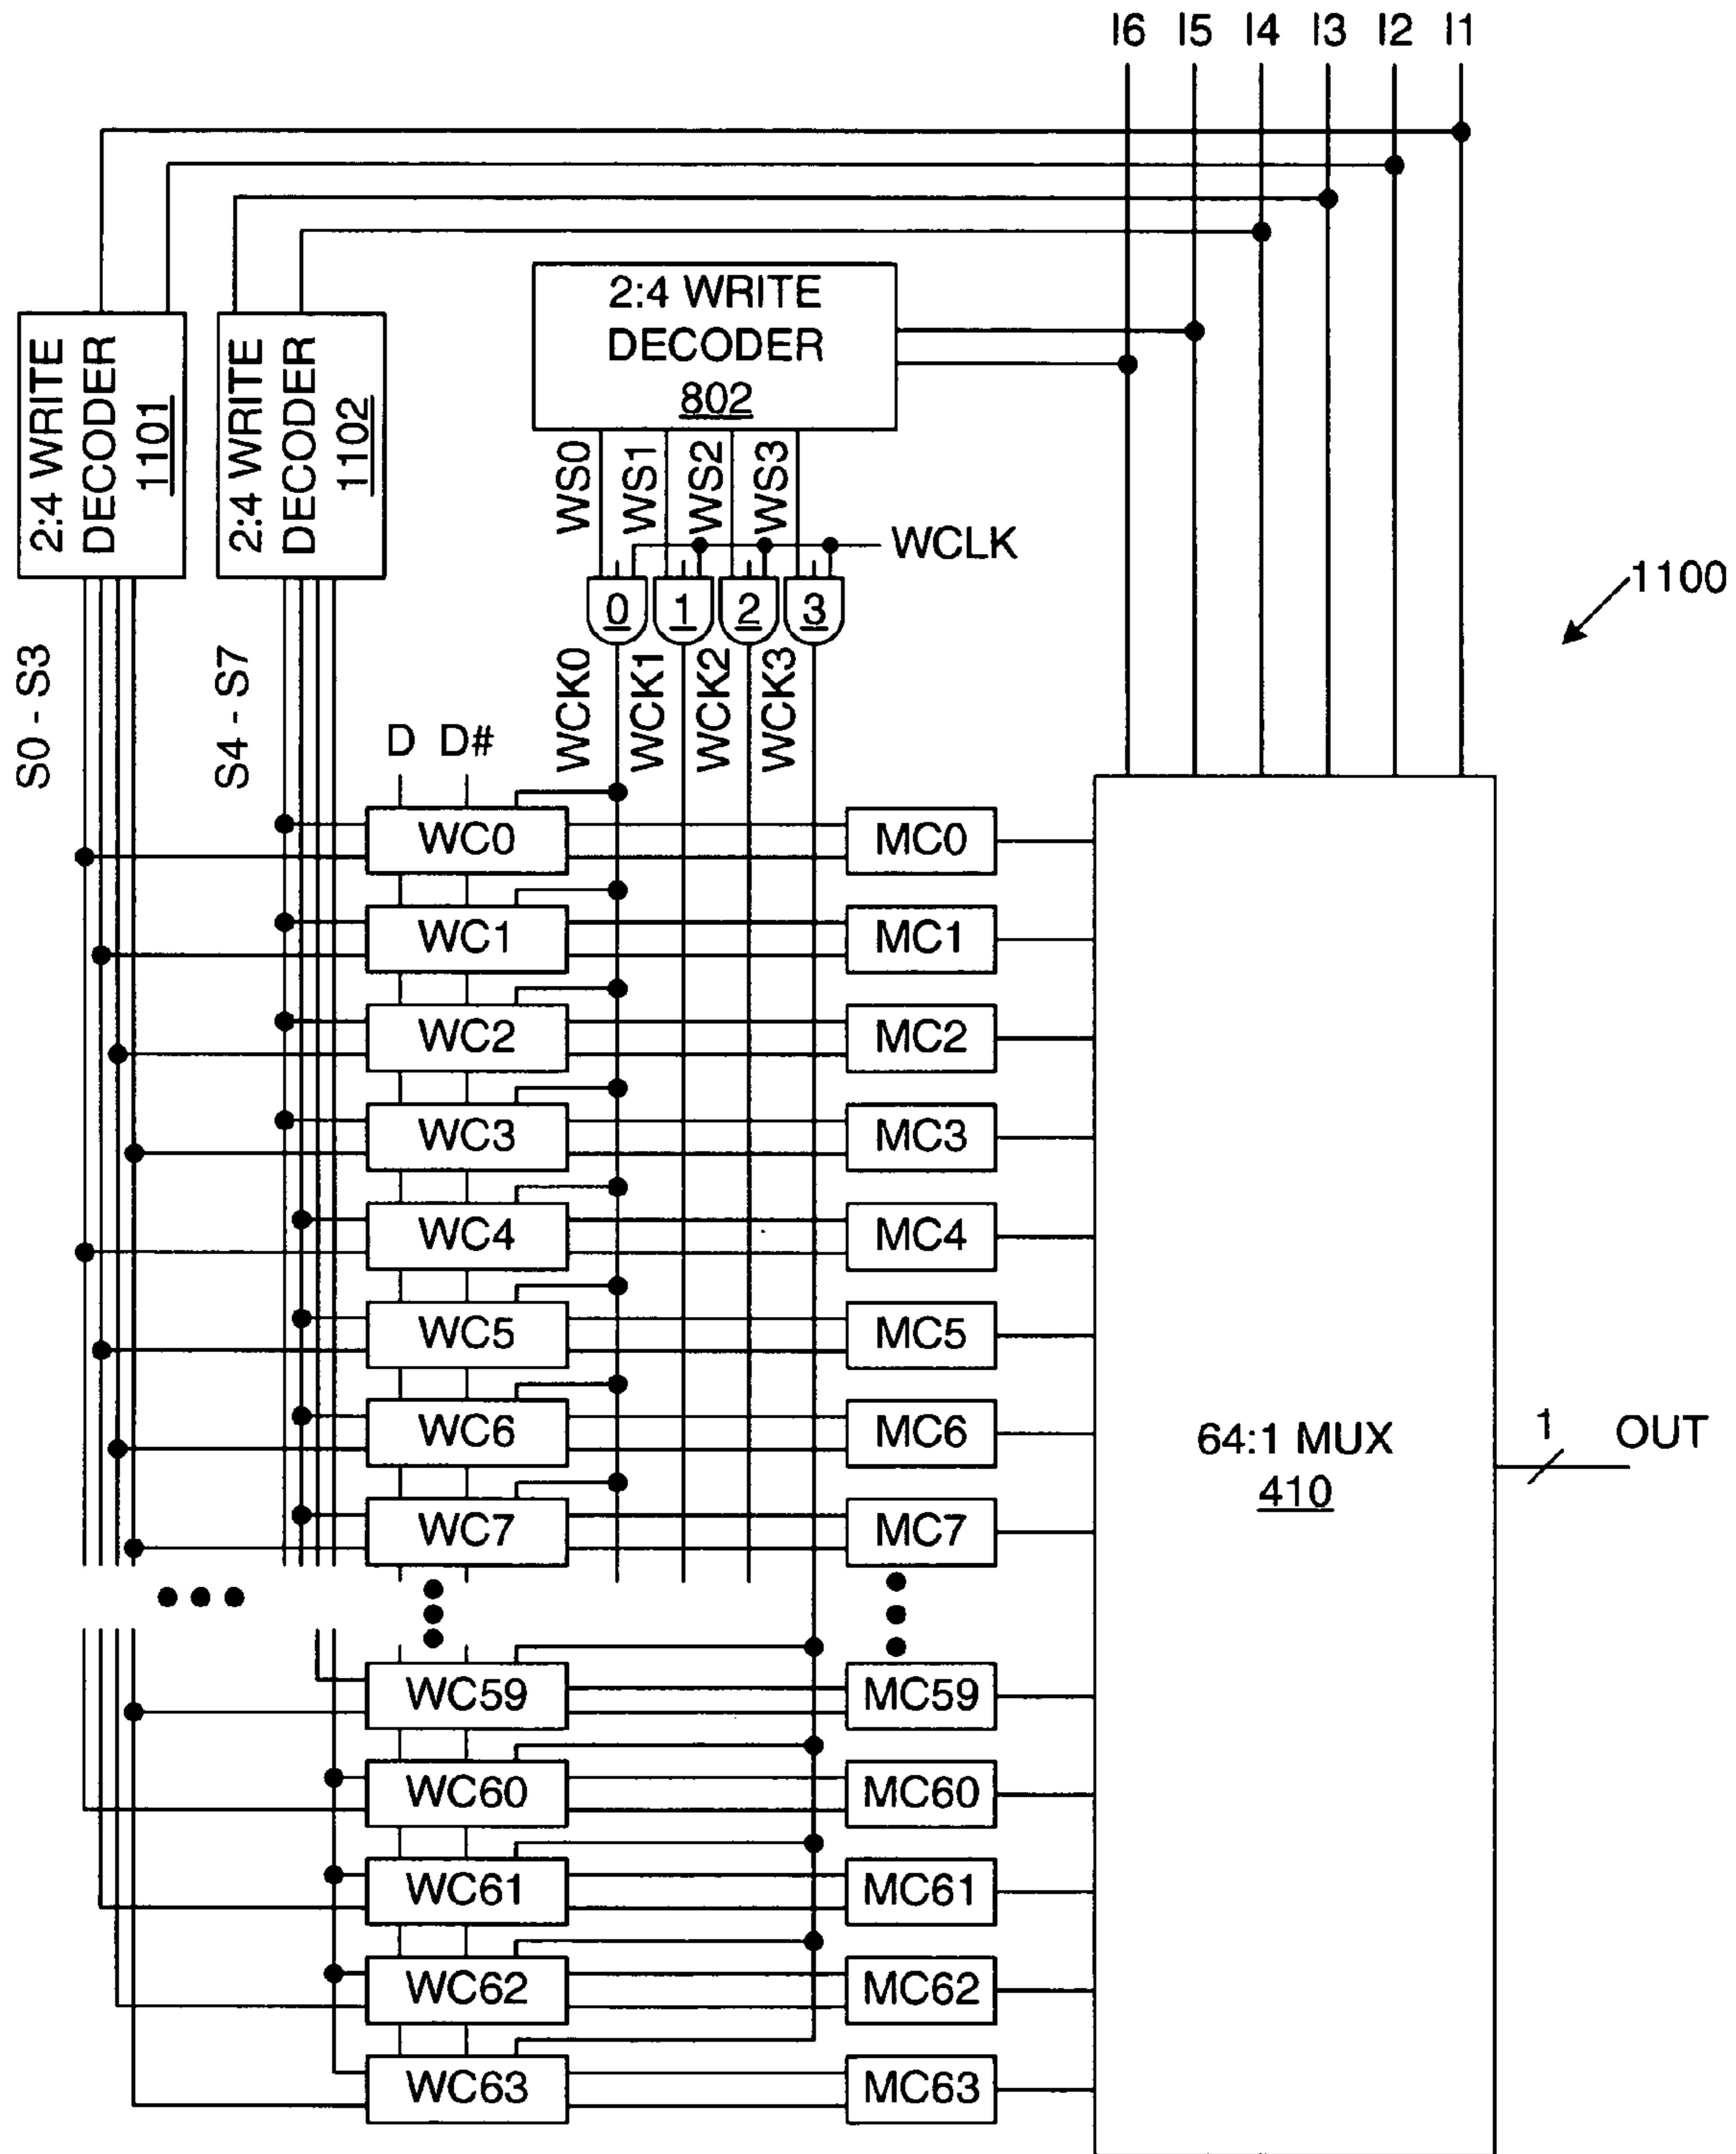 I6 I5 I4 I3 I2 I1
2:4 WRITE
DECODER
1101
2:4 WRITE
DECODER
1102
2:4 WRITE
DECODER
802
WS0
WS1
WS2
WS3
WCLK
0 1 2 3
1100
S0 - S3
S4 - S7
D D#
WCK0
WCK1
WCK2
WCK3
WC0 MC0
WC1 MC1
WC2 MC2
WC3 MC3
WC4 MC4
WC5 MC5
WC6 MC6
WC7 MC7
64:1 MUX
410
1 OUT
WC59 MC59
WC60 MC60
WC61 MC61
WC62 MC62
WC63 MC63